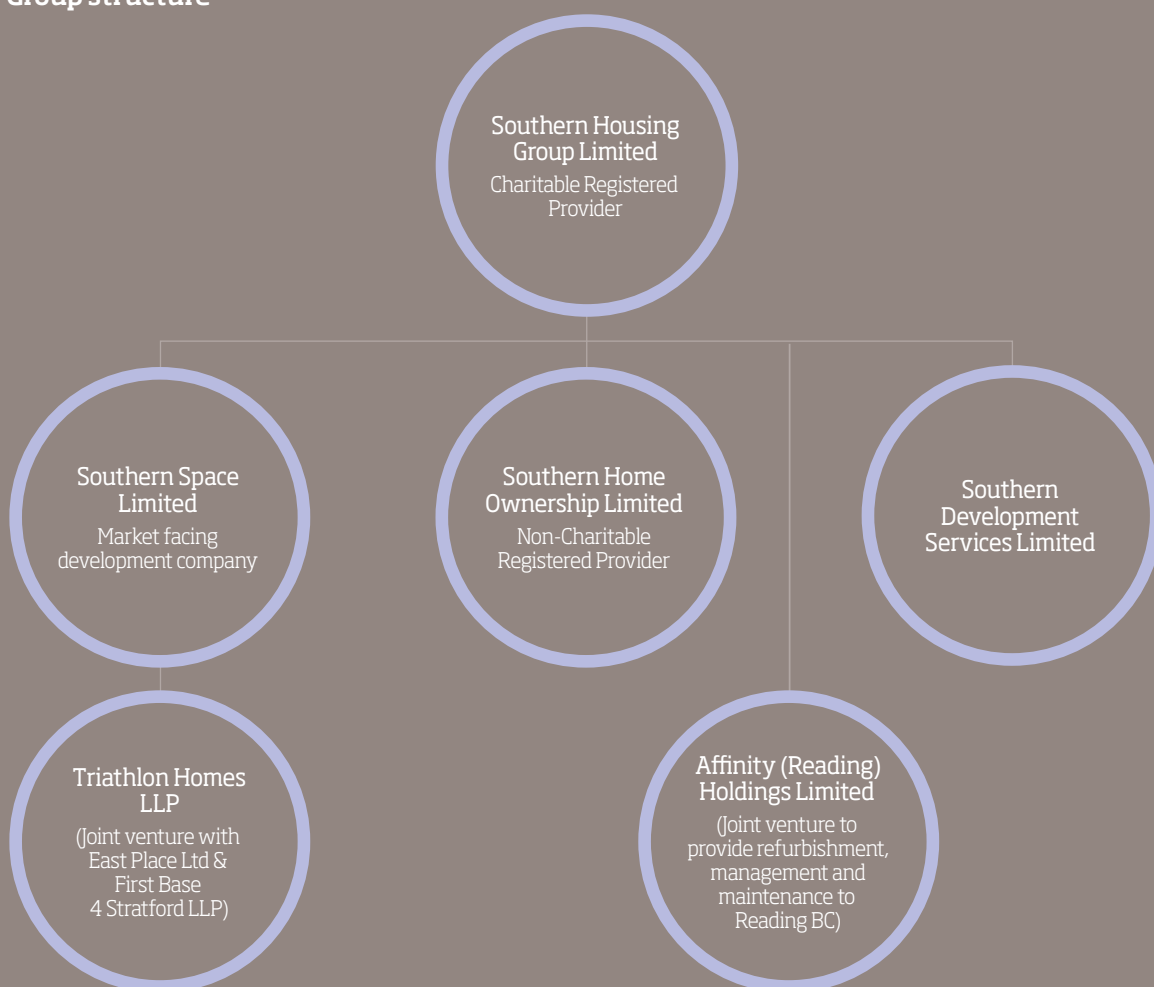 Group structure
Southern Housing
Group Limited
Charitable Registered
Provider
Southern Space
Limited
Market facing
development company
Southern Home
Ownership Limited
Non-Charitable
Registered Provider
Southern
Development
Services Limited
Triathlon Homes
LLP
(Joint venture with
East Place Ltd &
First Base
4 Stratford LLP)
Affinity (Reading)
Holdings Limited
(Joint venture to
provide refurbishment,
management and
maintenance to
Reading BC)